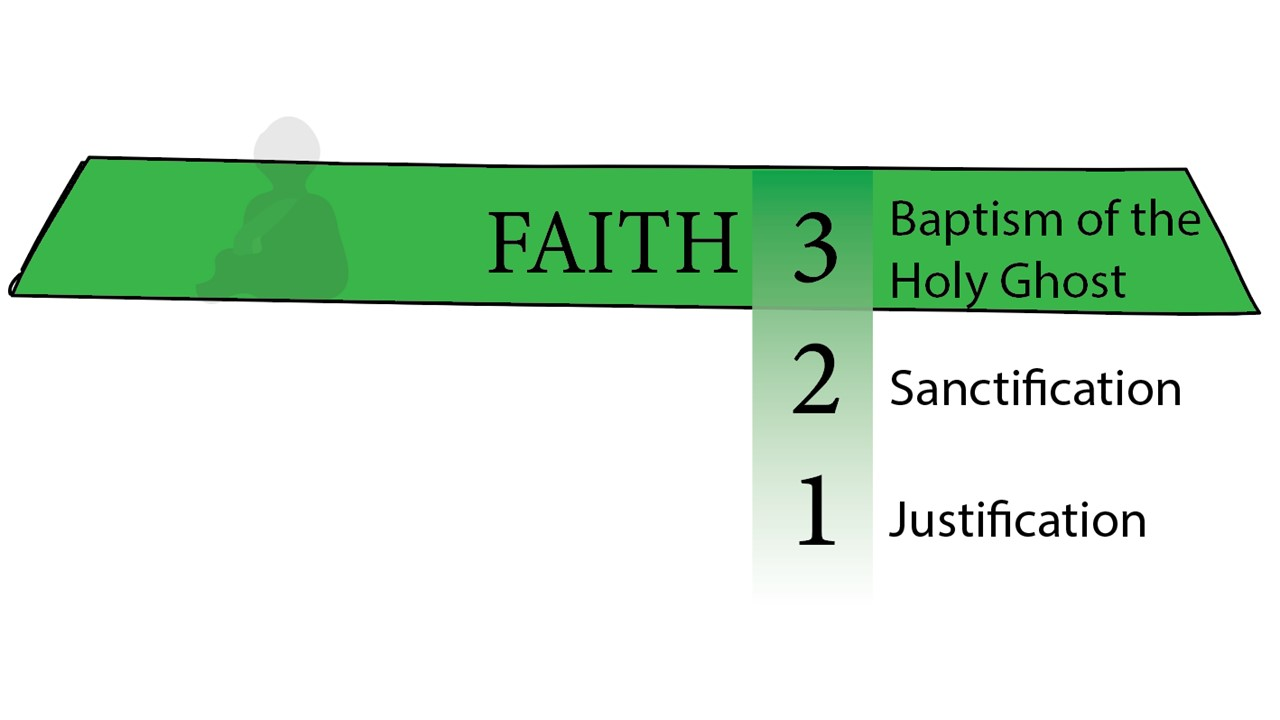 FAITH 3 Baptism of the
Holy Ghost
2 Sanctification
1 Justification